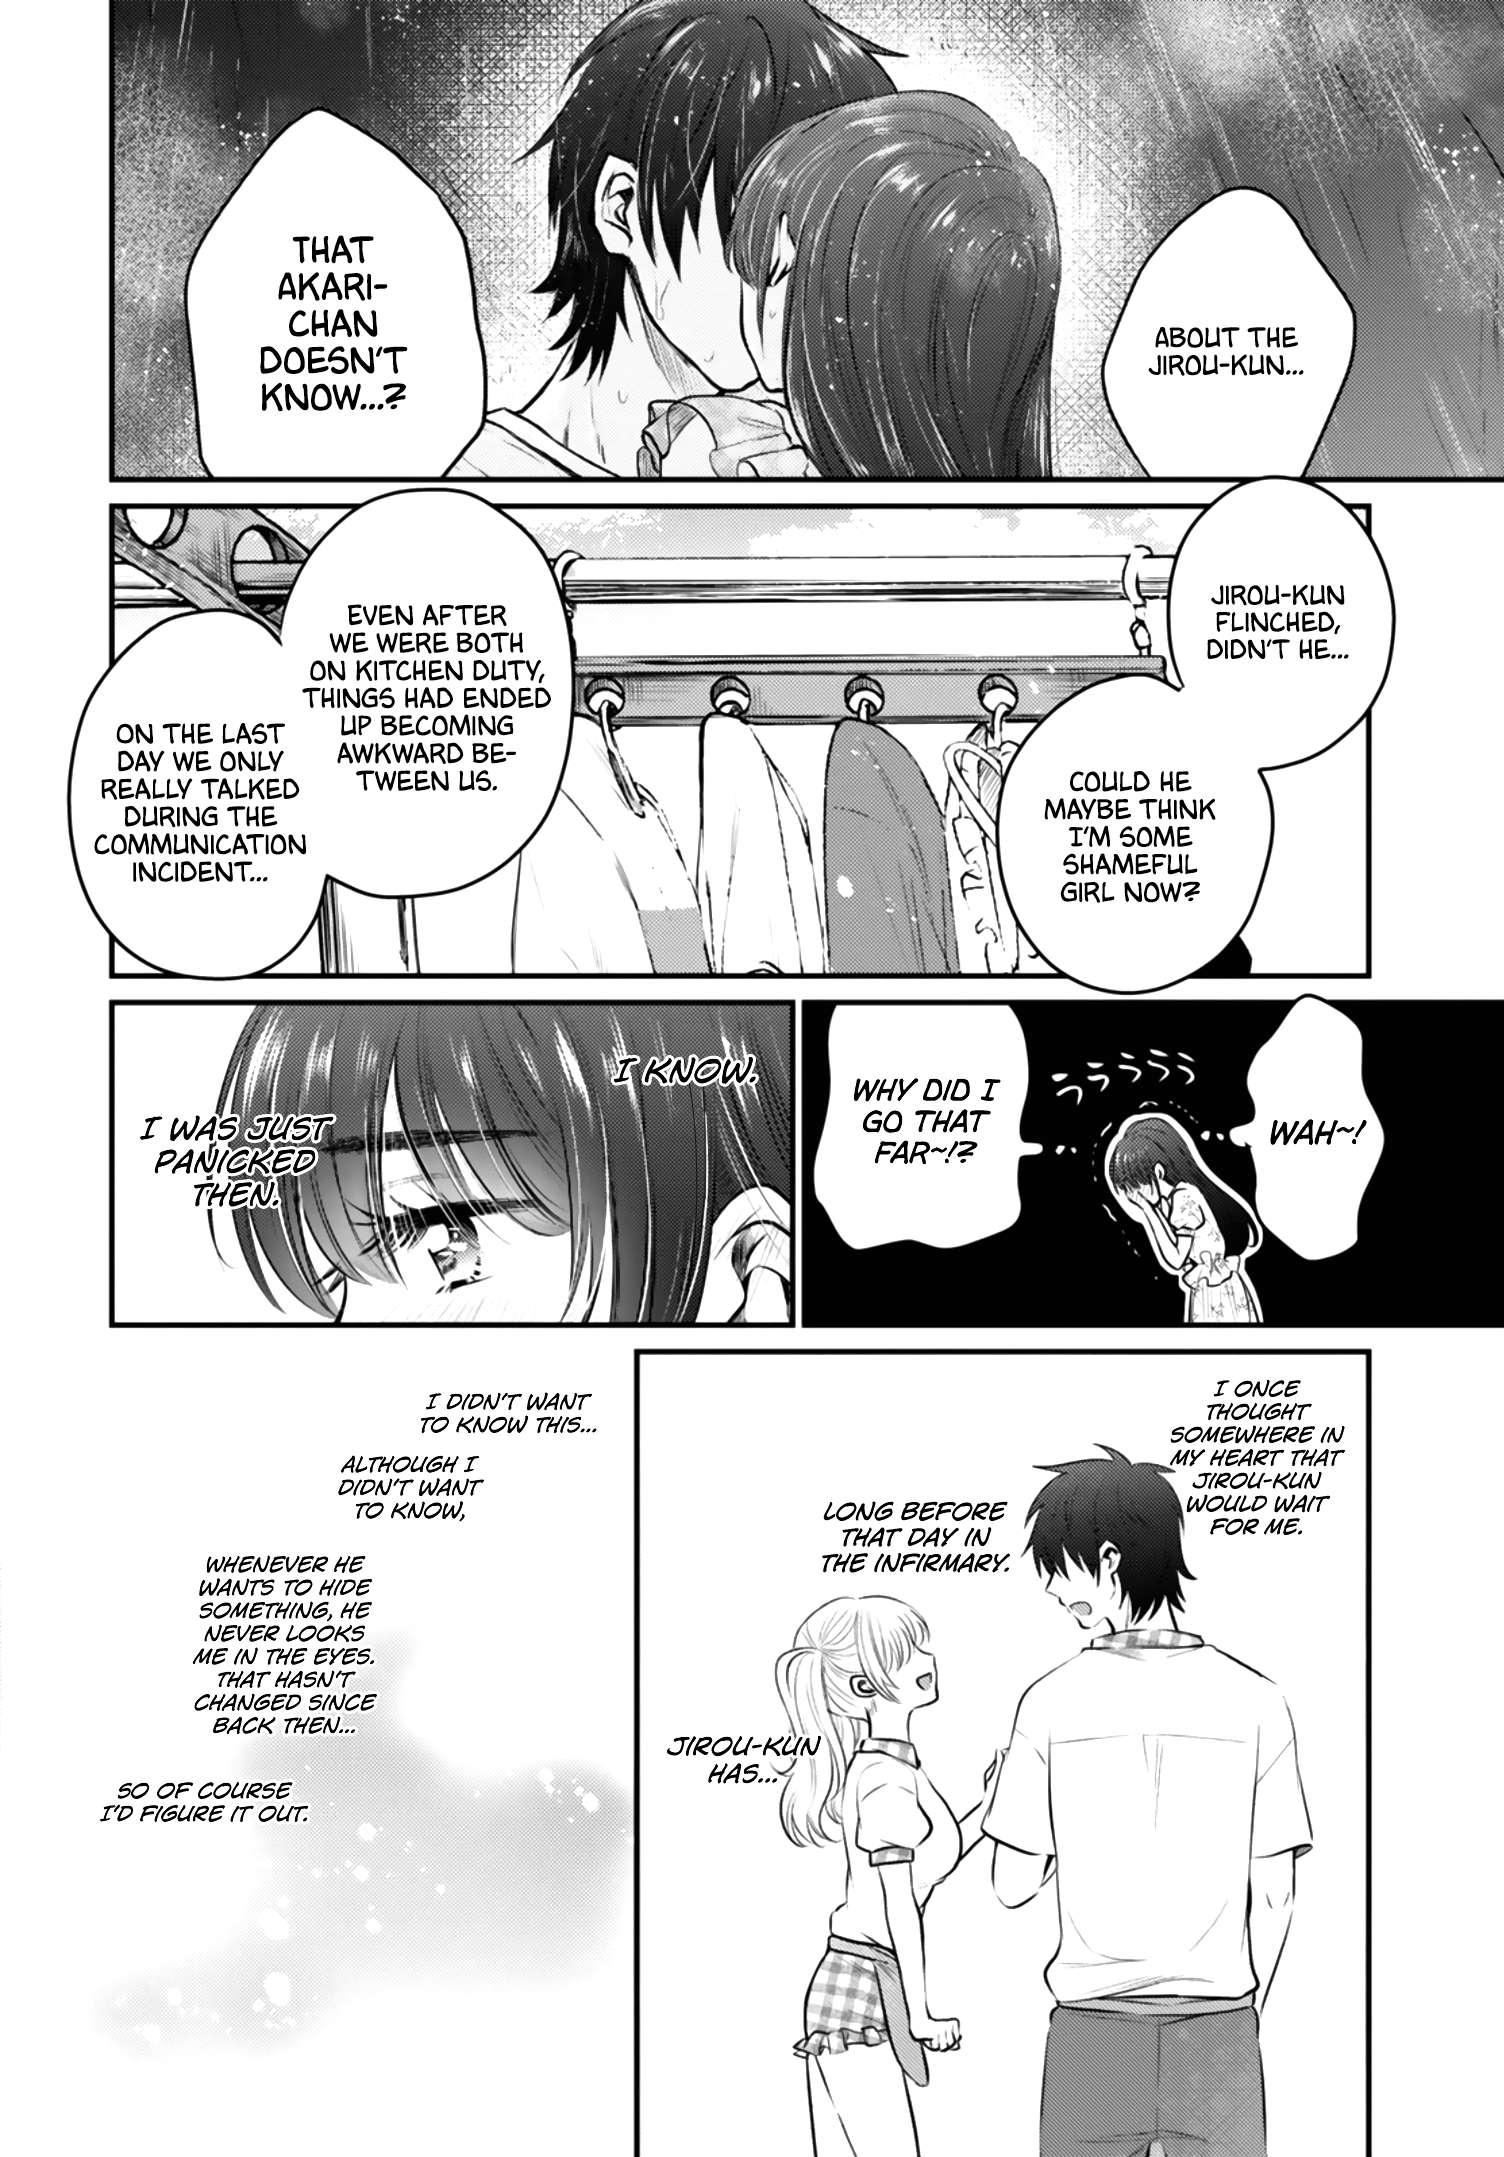 ABOUT THE
JIROU-KUN...
THAT
AKARI-
CHAN
DOESN'T
KNOW...?
JIROU-KUN
FLINCHED,
DIDN'T HE...
COULD HE
MAYBE THINK
I'M SOME
SHAMEFUL
GIRL NOW?
EVEN AFTER
WE WERE BOTH
ON KITCHEN DUTY,
THINGS HAD ENDED
UP BECOMING
AWKWARD BE-
TWEEN US.
ON THE LAST
DAY WE ONLY
REALLY TALKED
DURING THE
COMMUNICATION
INCIDENT...
WAH~!
うううう
WHY DID I
GO THAT
FAR~!?
I KNOW.
I WAS JUST
PANICKED
THEN.
I ONCE
THOUGHT
SOMEWHERE IN
MY HEART THAT
JIROU-KUN
WOULD WAIT
FOR ME.
LONG BEFORE
THAT DAY IN
THE INFIRMARY.
JIROU-KUN
HAS...
I DIDN'T WANT
TO KNOW THIS...
ALTHOUGH I
DIDN'T WANT
TO KNOW,
WHENEVER HE
WANTS TO HIDE
SOMETHING, HE
NEVER LOOKS
ME IN THE EYES.
THAT HASN'T
CHANGED SINCE
BACK THEN...
SO OF COURSE
I'D FIGURE IT OUT.